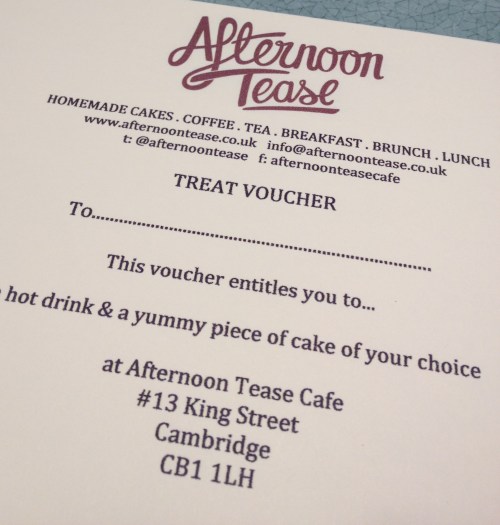 Afternoon
Tease
HOMEMADE CAKES . COFFEE . TEA . BREAKFAST . BRUNCH . LUNCH
www.afternoontease.co.uk info@afternoontease.co.uk
t: @afternoontease f: afternoonteasecafe
TREAT VOUCHER
To..........................................................................
This voucher entitles you to...
hot drink & a yummy piece of cake of your choice
at Afternoon Tease Cafe
#13 King Street
Cambridge
CB1 1LH